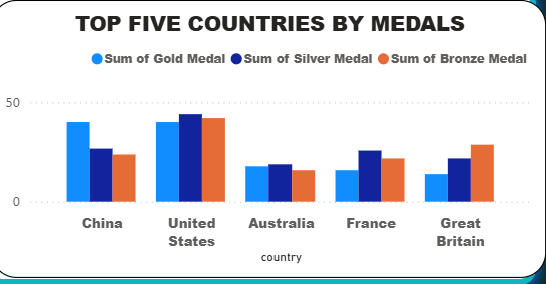 TOP FIVE COUNTRIES BY MEDALS
Sum of Gold Medal Sum of Silver Medal Sum of Bronze Medal
50
0
China
United
States
Australia
France
Great
Britain
country